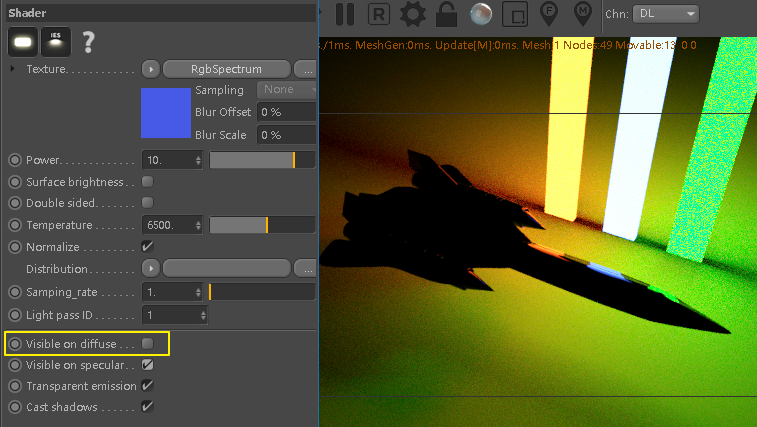 Shader
IES
?
R
F
M
Chn: DL
./1ms. MeshGen:0ms. Update[M]:0ms. Mesh:1 Nodes:49 Movable:13 0 0
Texture. . . . . . . . . . . RgbSpectrum ...
Sampling None
Blur Offset 0 %
Blur Scale 0 %
Power. . . . . . . . . . . 10.
Surface brightness. .
Double sided. . . . . .
Temperature . . . . . 6500.
Normalize . . . . . . . .
Distribution. . . . . . ...
Samping_rate . . . . 1.
Light pass ID. . . . . . 1
Visible on diffuse . . .
Visible on specular. .
Transparent emission
Cast shadows . . . . .